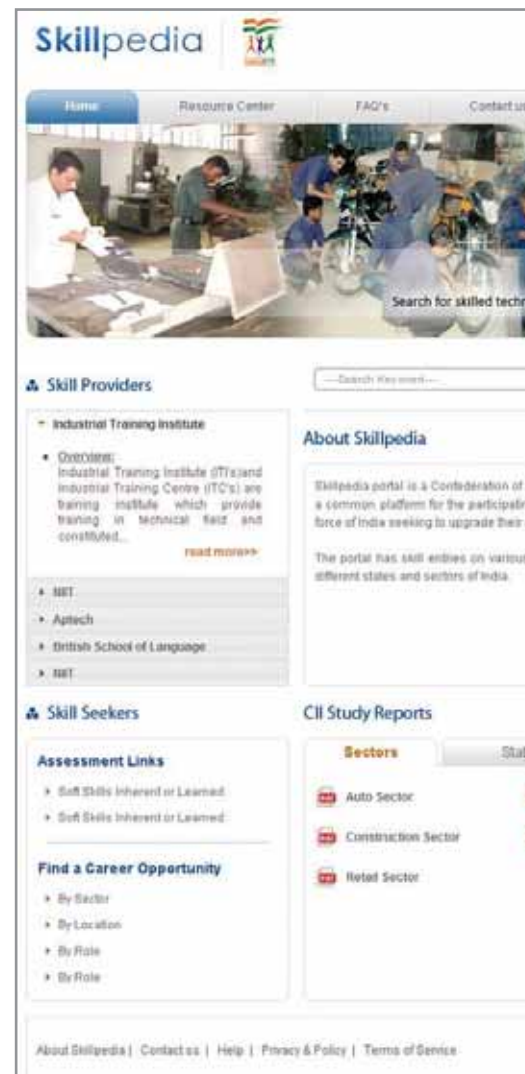 Skillpedia
Home Resource Center FAQ's Contact us
Search for skilled techn
Skill Providers
Industrial Training Institute
Overview:
Industrial Training Institute (ITI's)and
Industrial Training Centre (ITC's) are
training institute which provide
training in technical field and
constituted...
read more>>
NIIT
Aptech
British School of Language
NIIT
---Search Keyword---
About Skillpedia
Skillpedia portal is a Confederation of
a common platform for the participatin
force of India seeking to upgrade their
The portal has skill entries on various
different states and sectors of India.
Skill Seekers
Assessment Links
Soft Skills Inherent or Learned
Soft Skills Inherent or Learned
Find a Career Opportunity
By Sector
By Location
By Role
By Role
CII Study Reports
Sectors Stat
Auto Sector
Construction Sector
Retail Sector
About Skillpedia | Contact us | Help | Privacy & Policy | Terms of Service